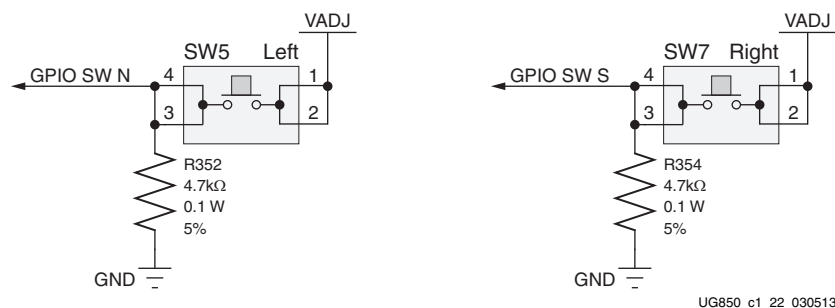 VADJ
SW5 Left
GPIO SW N
4
1
3
2
R352
4.7kΩ
0.1 W
5%
GND
VADJ
SW7 Right
GPIO SW S
4
1
3
2
R354
4.7kΩ
0.1 W
5%
GND
UG850_c1_22_030513